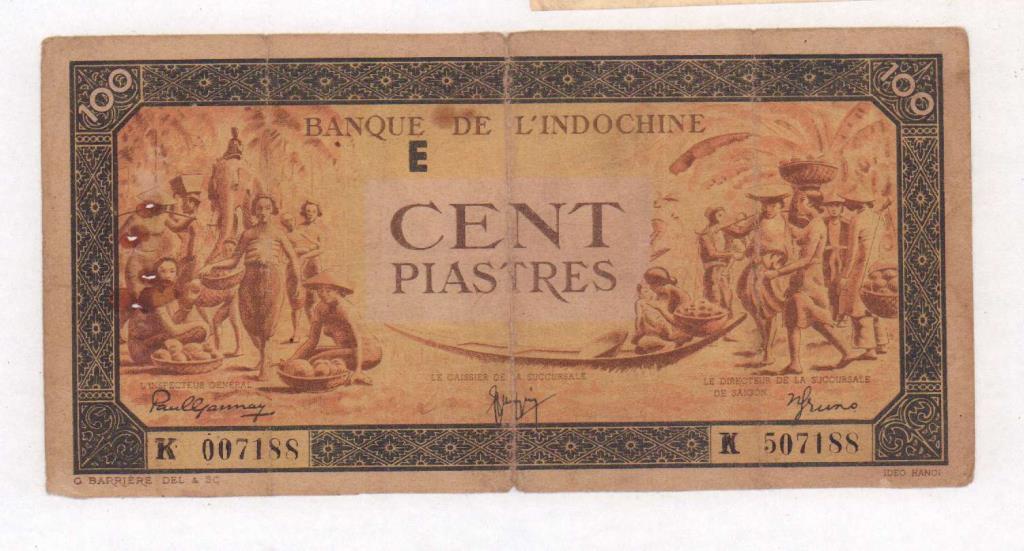 100
100
BANQUE DE L'INDOCHINE
E
CENT
PIASTRES
L'INSPECTEUR GENERAL
LE CAISSIER DE LA SUCCURSALE
LE DIRECTEUR DE LA SUCCURSALE
DE SAIGON
K 007188
K 507188
G BARRIÈRE DEL & SC
IDEO HANOI